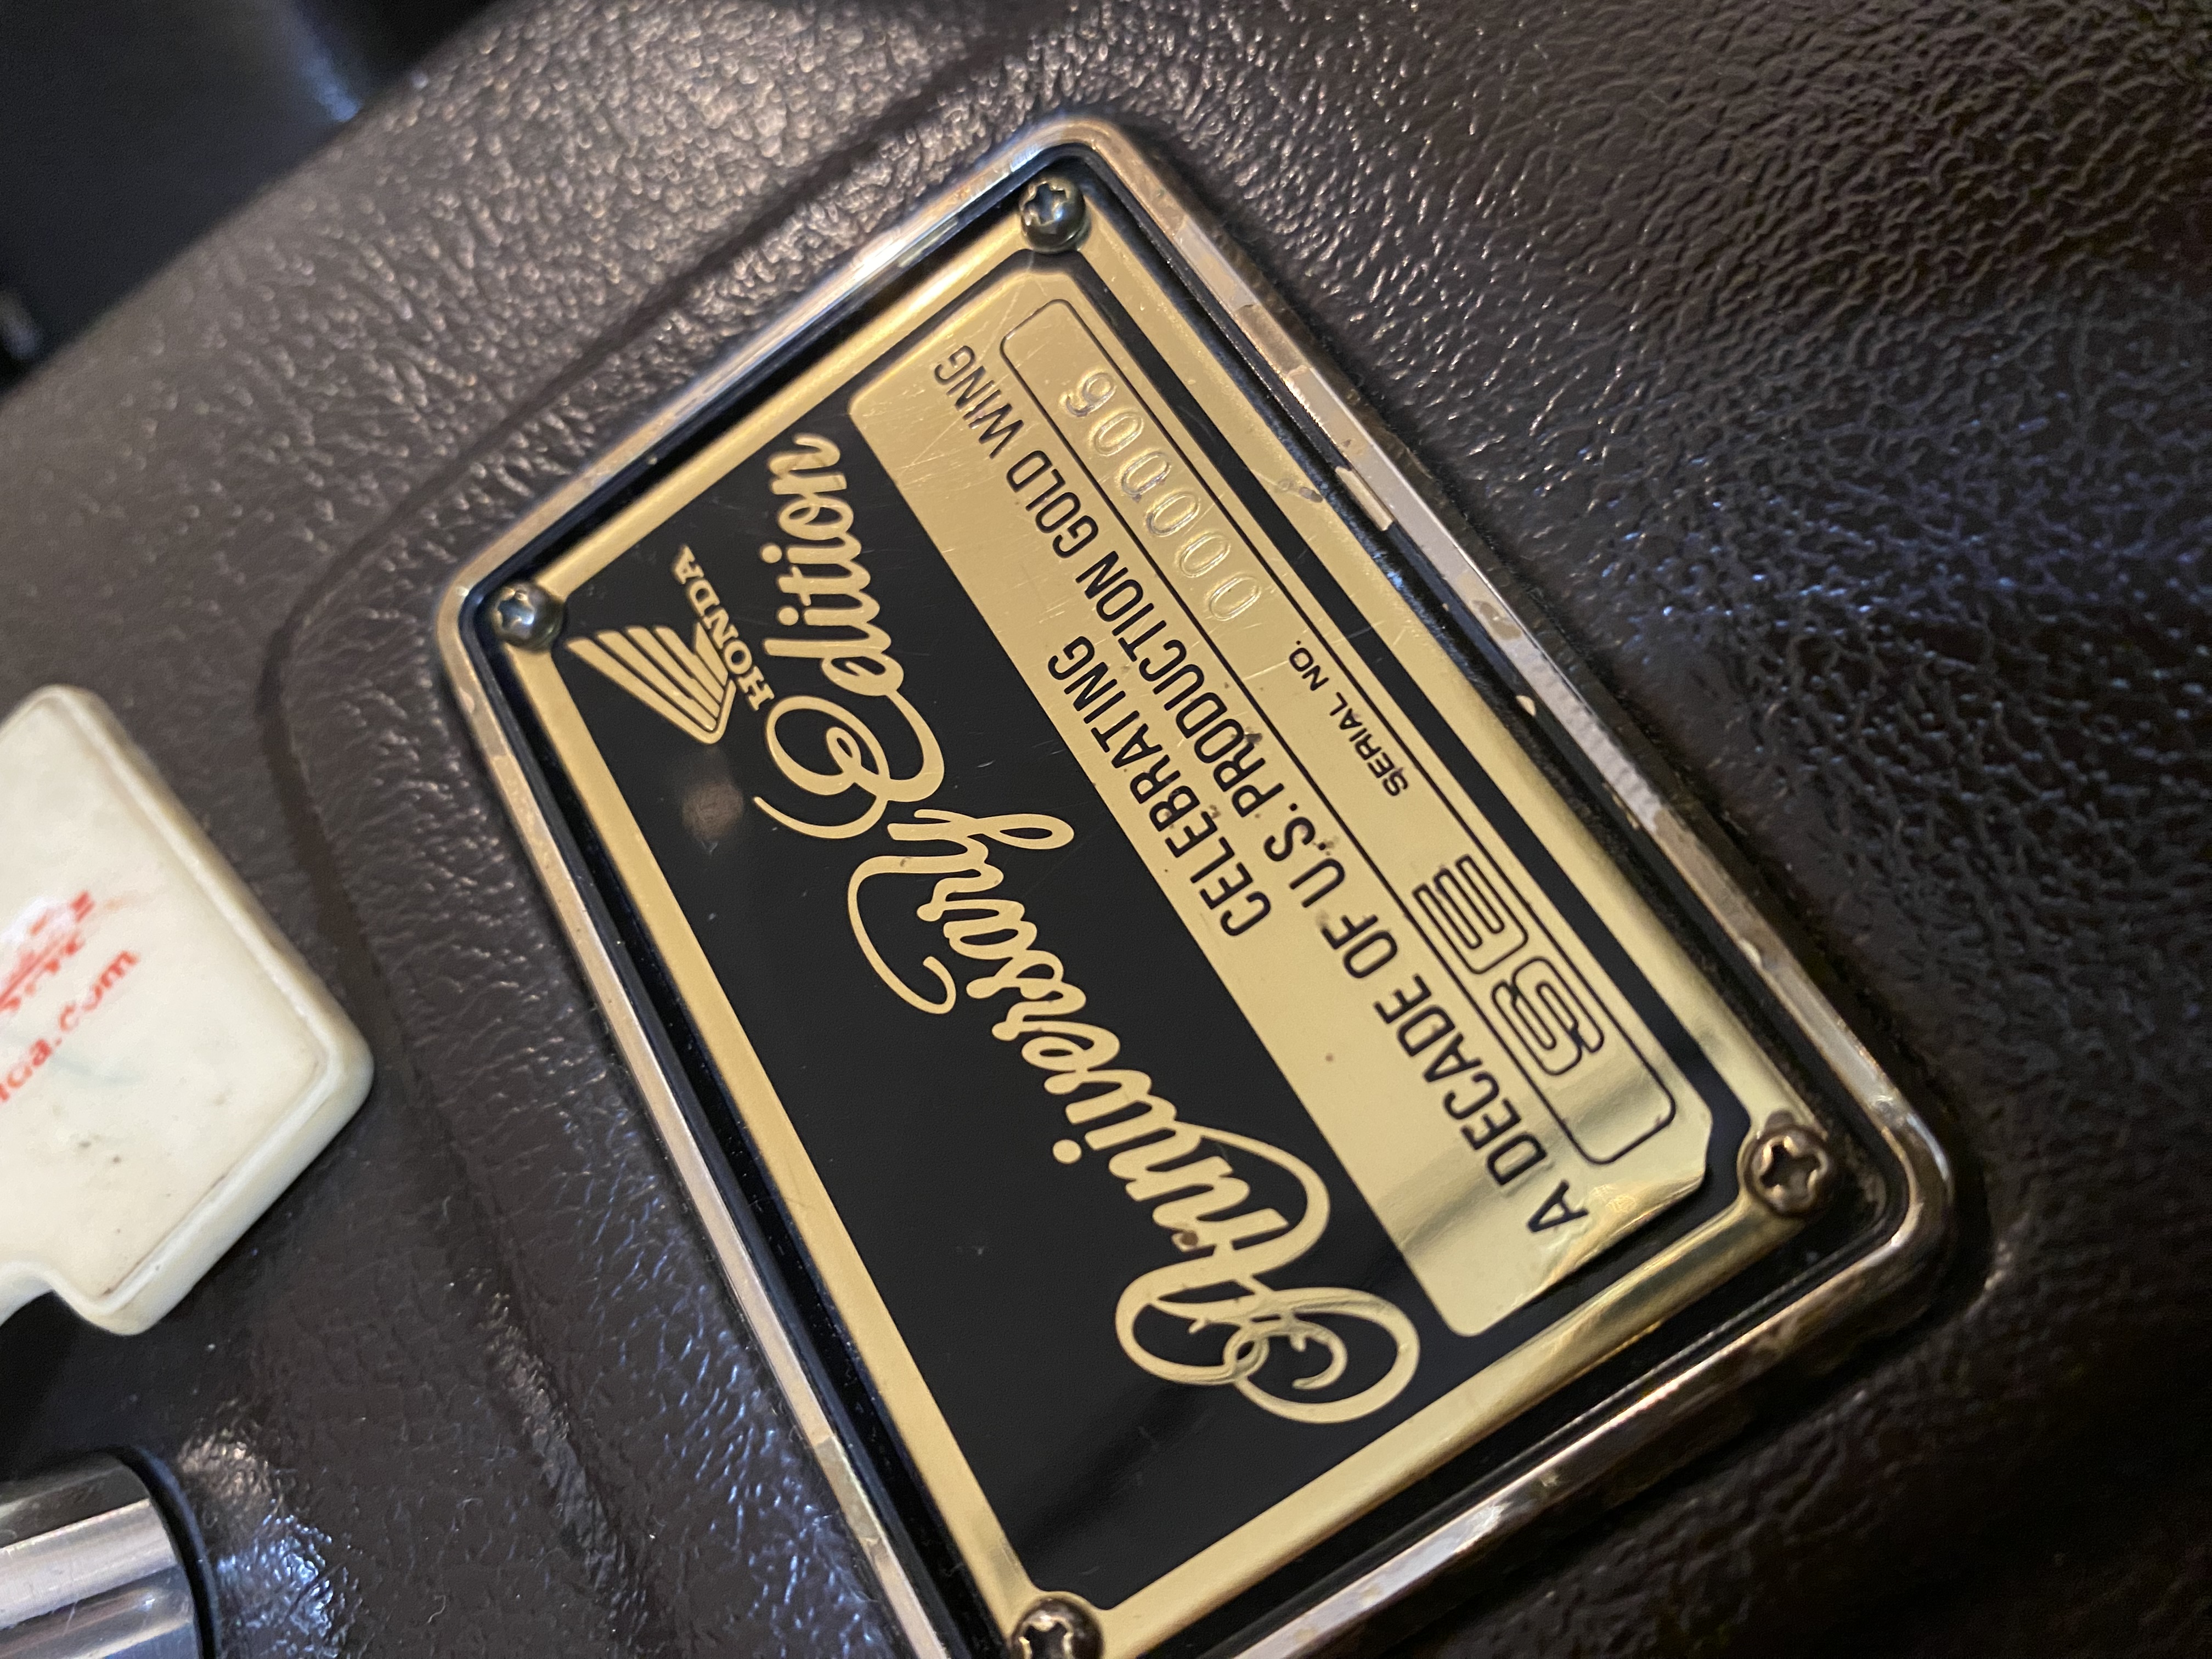 HONDA
Anniversary Edition
CELEBRATING
A DECADE OF U.S. PRODUCTION GOLD WING
SE SERIAL NO. 000006